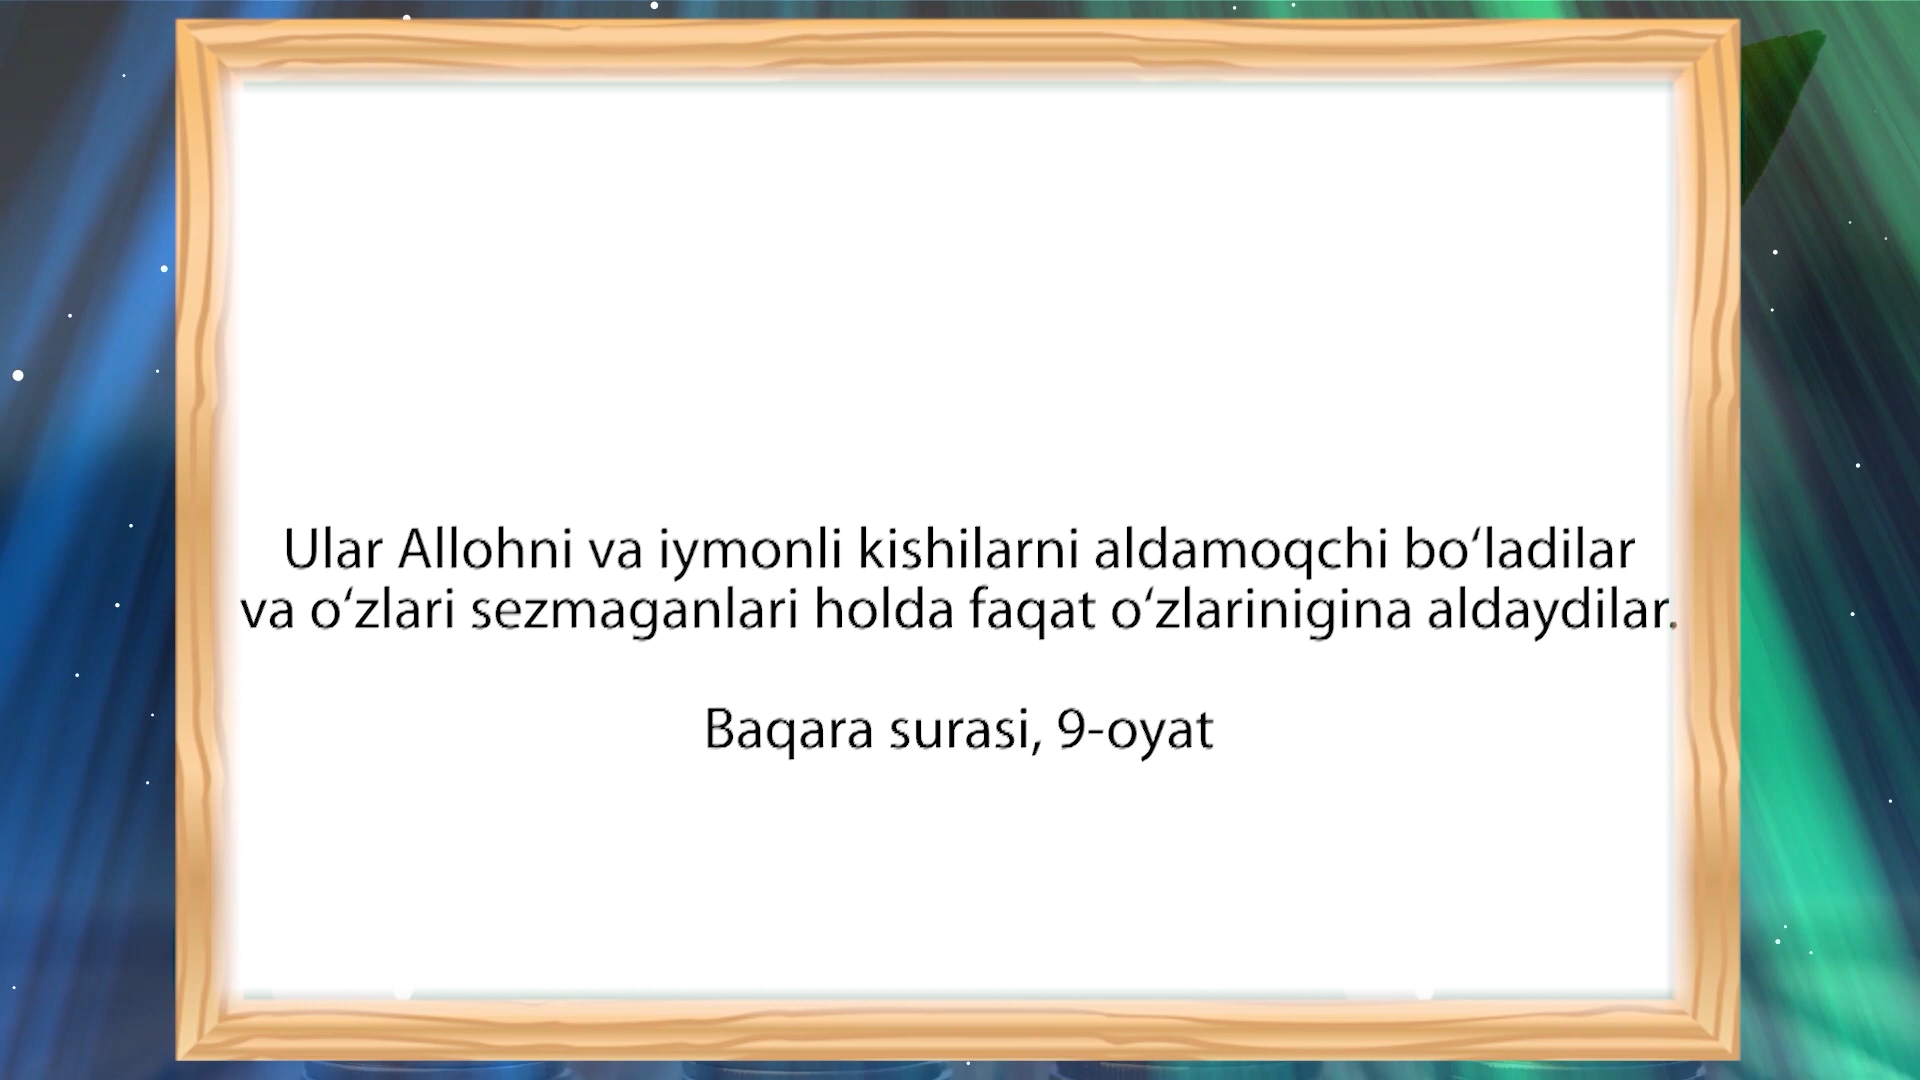 Ular Allohni va iymonli kishilarni aldamoqchi bo‘ladilar
va o‘zlari sezmaganlari holda faqat o‘zlarinigina aldaydilar.
Baqara surasi, 9-oyat